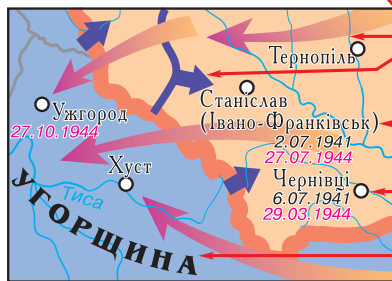 Тернопіль
Станіслав
(Івано-Франківськ)
2.07.1941
27.07.1944
Ужгород
27.10.1944
Хуст
Чернівці
6.07.1941
29.03.1944
Тиса
УГОРЩИНА